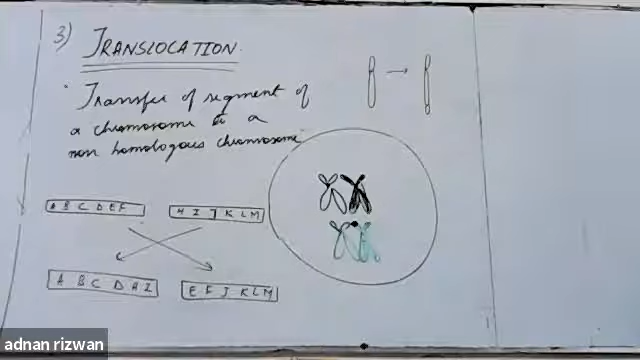 3) TRANSLOCATION
Transfer of segment of
a chromosome to a
non homologous chromosome
A B C D E F
H I J K L M
A B C D H I
E F J K L M
adnan rizwan